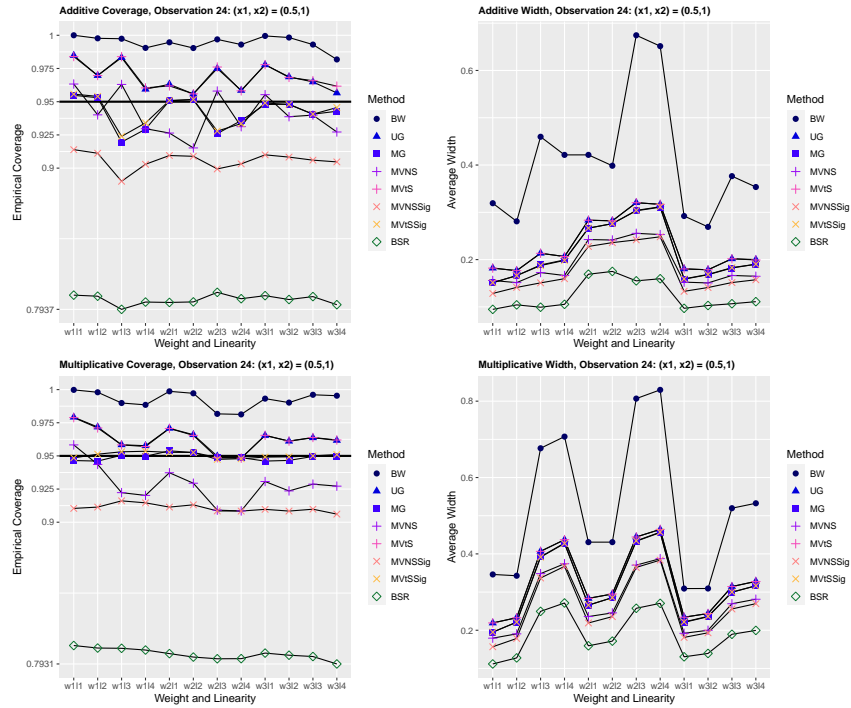 Additive Coverage, Observation 24: (x1, x2) = (0.5,1)
Empirical Coverage
1
0.975
0.95
0.925
0.9
0.7937
w1l1 w1l2 w1l3 w1l4 w2l1 w2l2 w2l3 w2l4 w3l1 w3l2 w3l3 w3l4
Weight and Linearity
Method
BW
UG
MG
MVNS
MVtS
MVNSSig
MVtSSig
BSR
Additive Width, Observation 24: (x1, x2) = (0.5,1)
Average Width
0.6
0.4
0.2
w1l1 w1l2 w1l3 w1l4 w2l1 w2l2 w2l3 w2l4 w3l1 w3l2 w3l3 w3l4
Weight and Linearity
Method
BW
UG
MG
MVNS
MVtS
MVNSSig
MVtSSig
BSR
Multiplicative Coverage, Observation 24: (x1, x2) = (0.5,1)
Empirical Coverage
1
0.975
0.95
0.925
0.9
0.7931
w1l1 w1l2 w1l3 w1l4 w2l1 w2l2 w2l3 w2l4 w3l1 w3l2 w3l3 w3l4
Weight and Linearity
Method
BW
UG
MG
MVNS
MVtS
MVNSSig
MVtSSig
BSR
Multiplicative Width, Observation 24: (x1, x2) = (0.5,1)
Average Width
0.8
0.6
0.4
0.2
w1l1 w1l2 w1l3 w1l4 w2l1 w2l2 w2l3 w2l4 w3l1 w3l2 w3l3 w3l4
Weight and Linearity
Method
BW
UG
MG
MVNS
MVtS
MVNSSig
MVtSSig
BSR